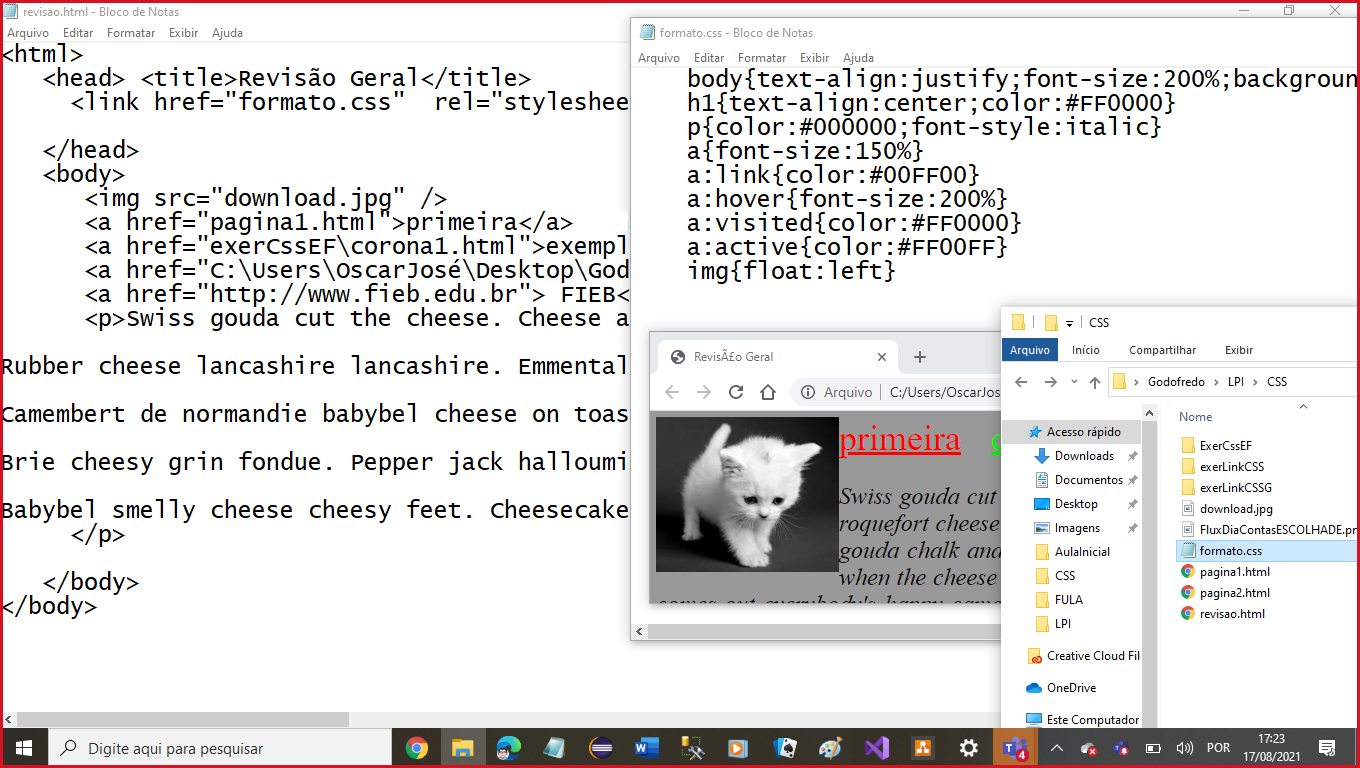 revisao.html - Bloco de Notas
Arquivo Editar Formatar Exibir Ajuda
<html>
<head> <title>Revisão Geral</title>
<link href="formato.css" rel="styleshee
</head>
<body>
<img src="download.jpg" />
<a href="pagina1.html">primeira</a>
<a href="exerCssEF\corona1.html">exempl
<a href="C:\Users\OscarJosé\Desktop\God
<a href="http://www.fieb.edu.br"> FIEB<
<p>Swiss gouda cut the cheese. Cheese a
Rubber cheese lancashire lancashire. Emmental
Camembert de normandie babybel cheese on toas
Brie cheesy grin fondue. Pepper jack halloumi
Babybel smelly cheese cheesy feet. Cheesecake
</p>
</body>
</body>
formato.css - Bloco de Notas
Arquivo Editar Formatar Exibir Ajuda
body{text-align:justify;font-size:200%;backgroun
h1{text-align:center;color:#FF0000}
p{color:#000000;font-style:italic}
a{font-size:150%}
a:link{color:#00FF00}
a:hover{font-size:200%}
a:visited{color:#FF0000}
a:active{color:#FF00FF}
img{float:left}
RevisÃ£o Geral
Arquivo C:/Users/OscarJos
primeira
Swiss gouda cut
roquefort cheese
gouda chalk and
when the cheese
comes out everybody's happy came
CSS
Arquivo Início Compartilhar Exibir
Godofredo LPI CSS
Nome
Acesso rápido
Downloads
Documentos
Desktop
Imagens
AulaInicial
CSS
FULA
LPI
Creative Cloud Fil
OneDrive
Este Computador
ExerCssEF
exerLinkCSS
exerLinkCSSG
download.jpg
FluxDiaContasESCOLHADE.pn
formato.css
pagina1.html
pagina2.html
revisao.html
Digite aqui para pesquisar
4
POR
17:23
17/08/2021